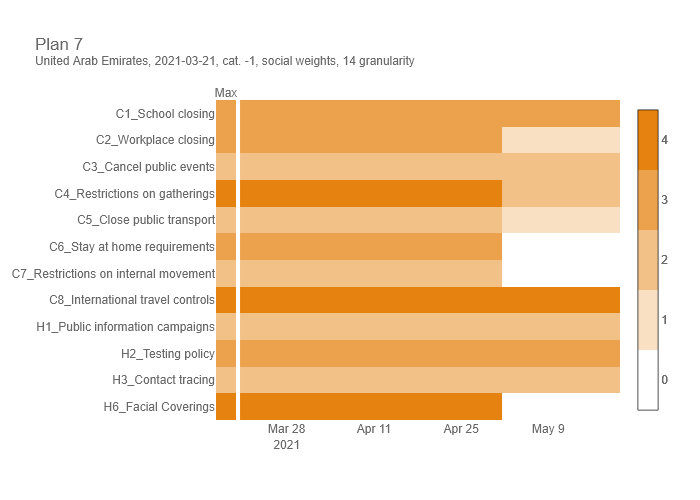 Plan 7
United Arab Emirates, 2021-03-21, cat. -1, social weights, 14 granularity
Max
C1_School closing
C2_Workplace closing
C3_Cancel public events
C4_Restrictions on gatherings
C5_Close public transport
C6_Stay at home requirements
C7_Restrictions on internal movement
C8_International travel controls
H1_Public information campaigns
H2_Testing policy
H3_Contact tracing
H6_Facial Coverings
4
3
2
1
0
Mar 28 Apr 11 Apr 25 May 9
2021